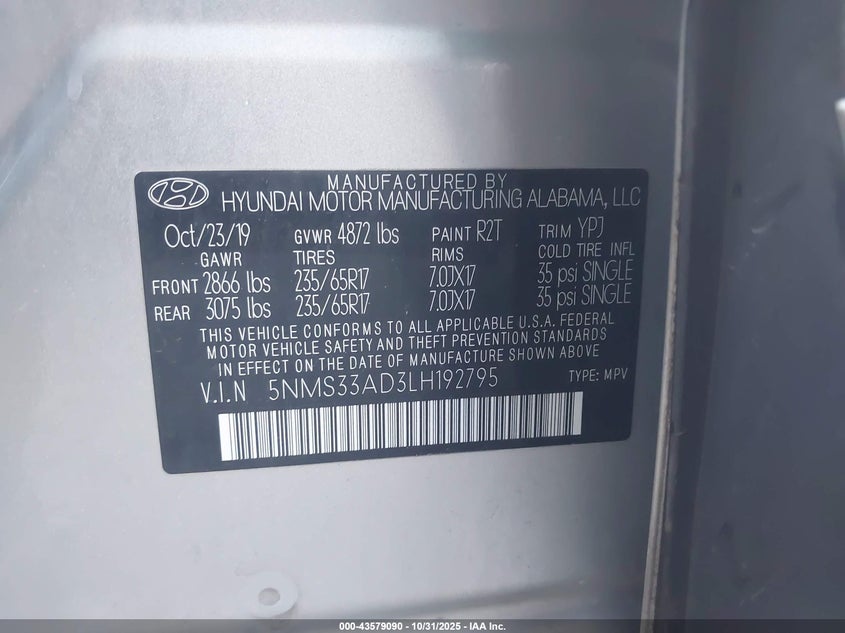 MANUFACTURED BY
HYUNDAI MOTOR MANUFACTURING ALABAMA, LLC
Oct/23/19 GVWR 4872 lbs PAINT R2T TRIM YPJ
GAWR TIRES RIMS COLD TIRE INFL
FRONT 2866 lbs 235/65R17 7.0JX17 35 psi SINGLE
REAR 3075 lbs 235/65R17 7.0JX17 35 psi SINGLE
THIS VEHICLE CONFORMS TO ALL APPLICABLE U.S.A. FEDERAL
MOTOR VEHICLE SAFETY AND THEFT PREVENTION STANDARDS
IN EFFECT ON THE DATE OF MANUFACTURE SHOWN ABOVE
V.I.N 5NMS33AD3LH192795 TYPE: MPV
000-43579090 - 10/31/2025 - IAA Inc.